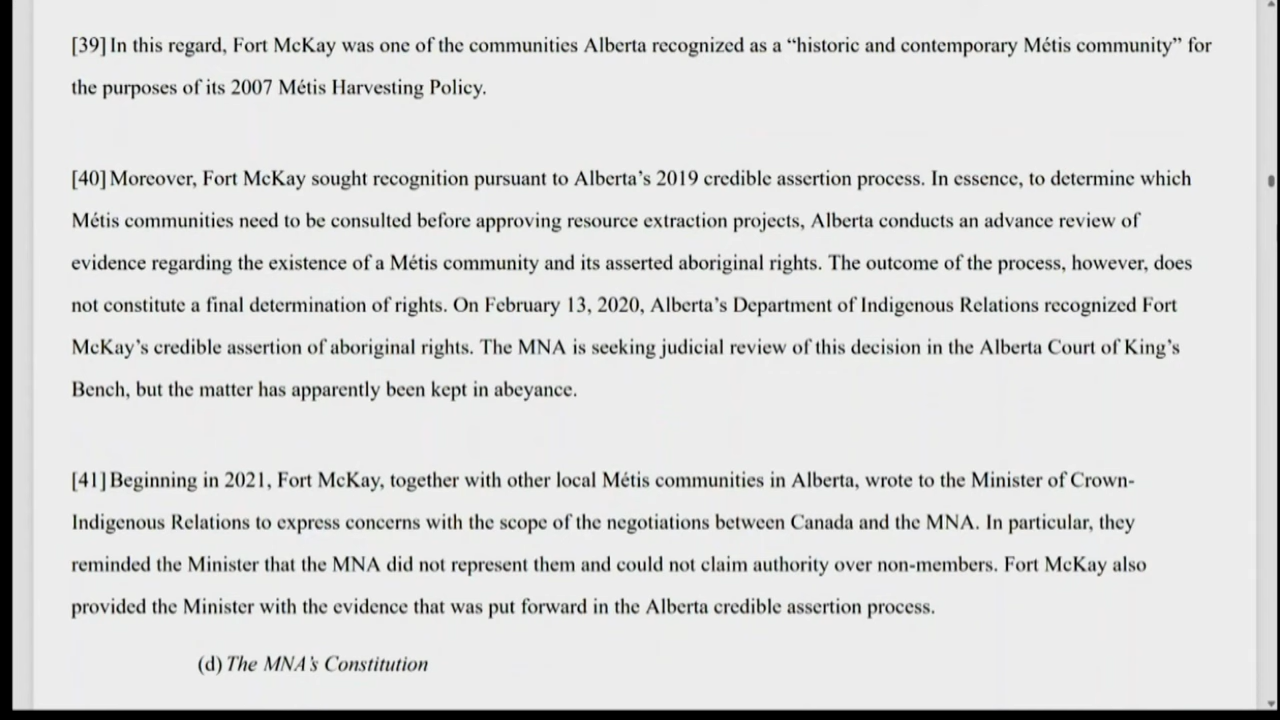 [39] In this regard, Fort McKay was one of the communities Alberta recognized as a “historic and contemporary Métis community” for
the purposes of its 2007 Métis Harvesting Policy.
[40] Moreover, Fort McKay sought recognition pursuant to Alberta’s 2019 credible assertion process. In essence, to determine which
Métis communities need to be consulted before approving resource extraction projects, Alberta conducts an advance review of
evidence regarding the existence of a Métis community and its asserted aboriginal rights. The outcome of the process, however, does
not constitute a final determination of rights. On February 13, 2020, Alberta’s Department of Indigenous Relations recognized Fort
McKay’s credible assertion of aboriginal rights. The MNA is seeking judicial review of this decision in the Alberta Court of King’s
Bench, but the matter has apparently been kept in abeyance.
[41] Beginning in 2021, Fort McKay, together with other local Métis communities in Alberta, wrote to the Minister of Crown-
Indigenous Relations to express concerns with the scope of the negotiations between Canada and the MNA. In particular, they
reminded the Minister that the MNA did not represent them and could not claim authority over non-members. Fort McKay also
provided the Minister with the evidence that was put forward in the Alberta credible assertion process.
(d) The MNA’s Constitution